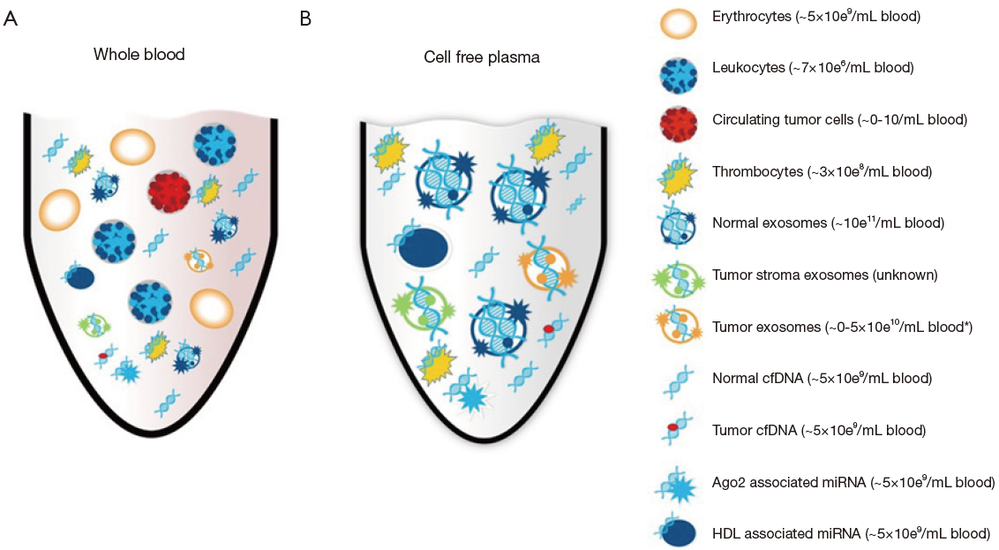 A
B
Whole blood
Cell free plasma
Erythrocytes (~5×10e⁹/mL blood)
Leukocytes (~7×10e⁶/mL blood)
Circulating tumor cells (~0-10/mL blood)
Thrombocytes (~3×10e⁸/mL blood)
Normal exosomes (~10e¹¹/mL blood)
Tumor stroma exosomes (unknown)
Tumor exosomes (~0-5×10e¹⁰/mL blood*)
Normal cfDNA (~5×10e⁹/mL blood)
Tumor cfDNA (~5×10e⁹/mL blood)
Ago2 associated miRNA (~5×10e⁹/mL blood)
HDL associated miRNA (~5×10e⁹/mL blood)